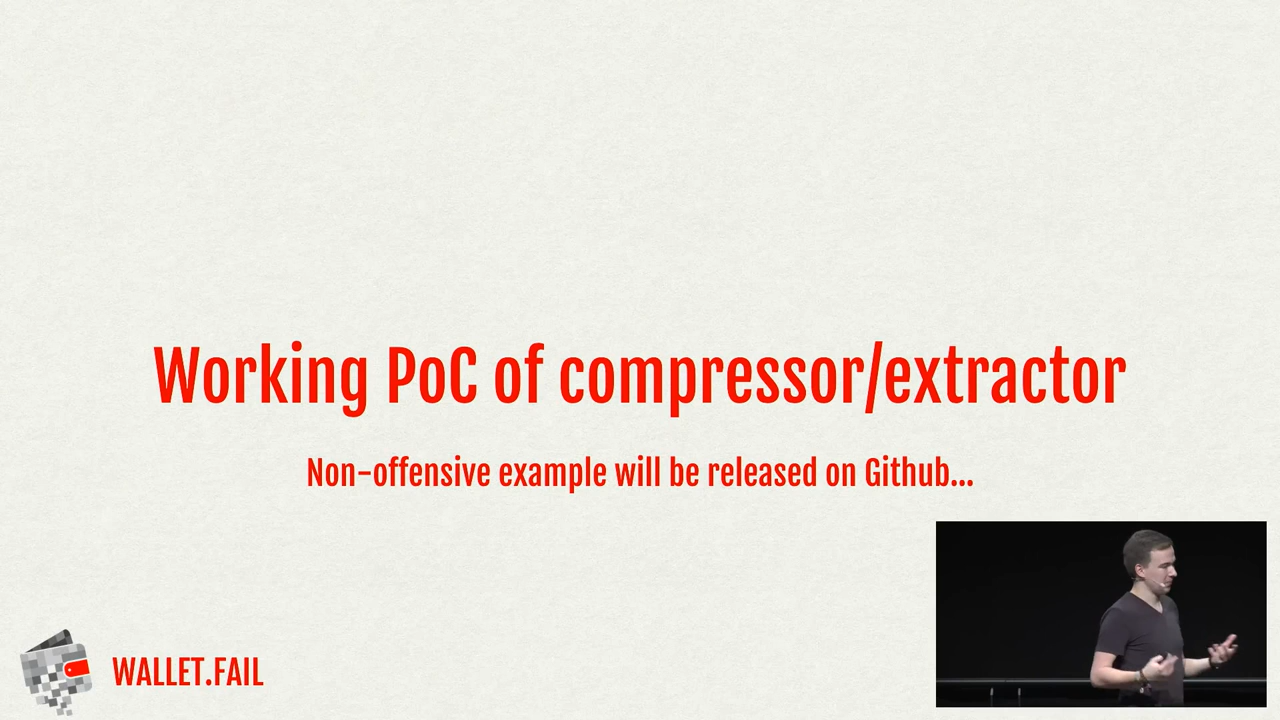 Working PoC of compressor/extractor
Non-offensive example will be released on Github...
WALLET.FAIL